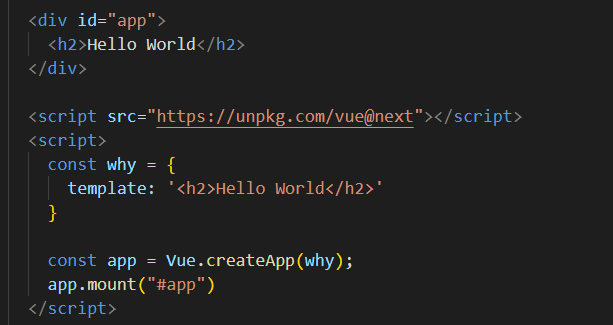 <div id="app">
  <h2>Hello World</h2>
</div>

<script src="https://unpkg.com/vue@next"></script>
<script>
  const why = {
    template: '<h2>Hello World</h2>'
  }

  const app = Vue.createApp(why);
  app.mount("#app")
</script>